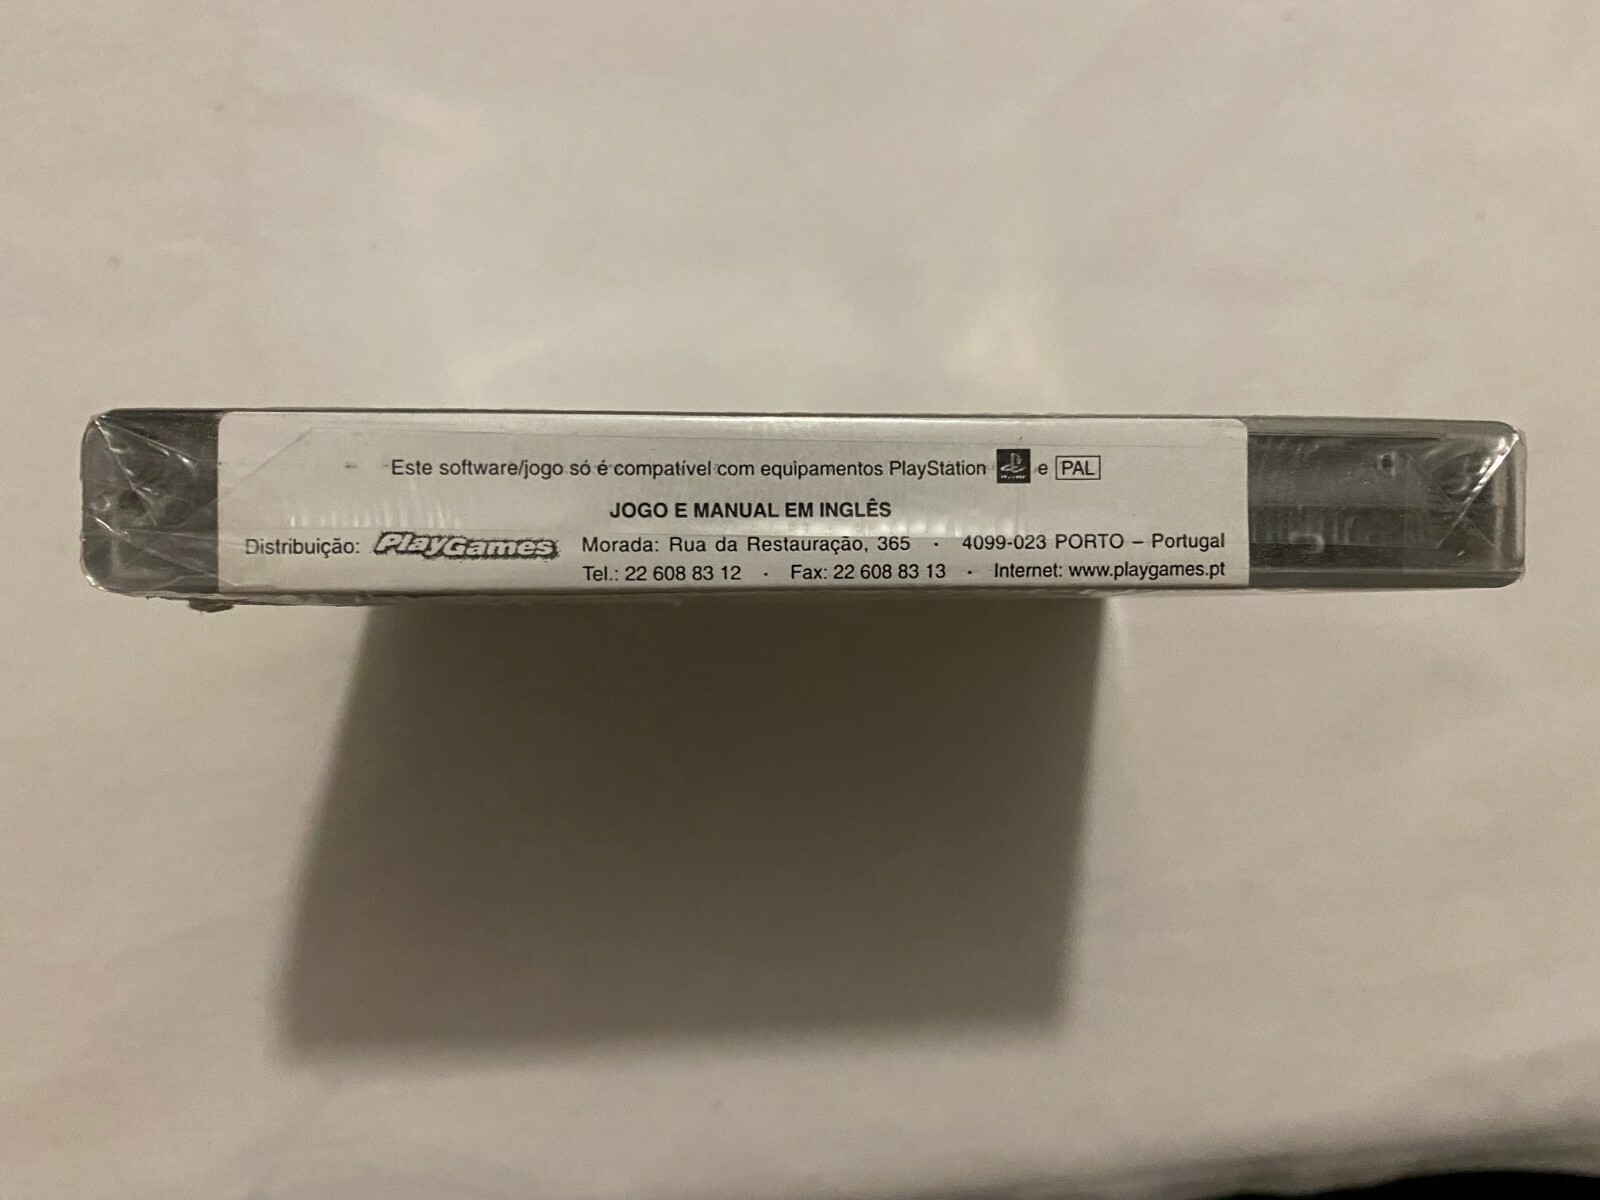 Este software/jogo só é compatível com equipamentos PlayStation e PAL
JOGO E MANUAL EM INGLÊS
Distribuição: PlayGames Morada: Rua da Restauração, 365 · 4099-023 PORTO – Portugal
Tel.: 22 608 83 12 · Fax: 22 608 83 13 · Internet: www.playgames.pt